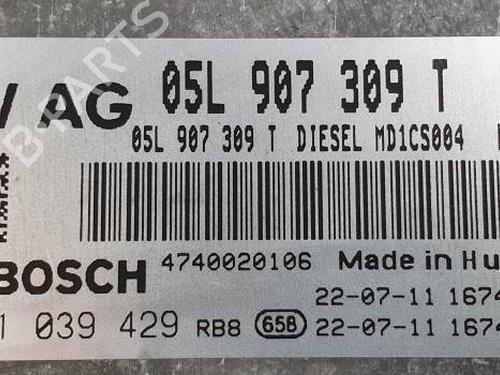 AG 05L 907 309 T
05L 907 309 T DIESEL MD1CS004
BOSCH 4740020106 Made in Hu
1 039 429 RB8 658 22-07-11 1674
22-07-11 1674
B-PARTS